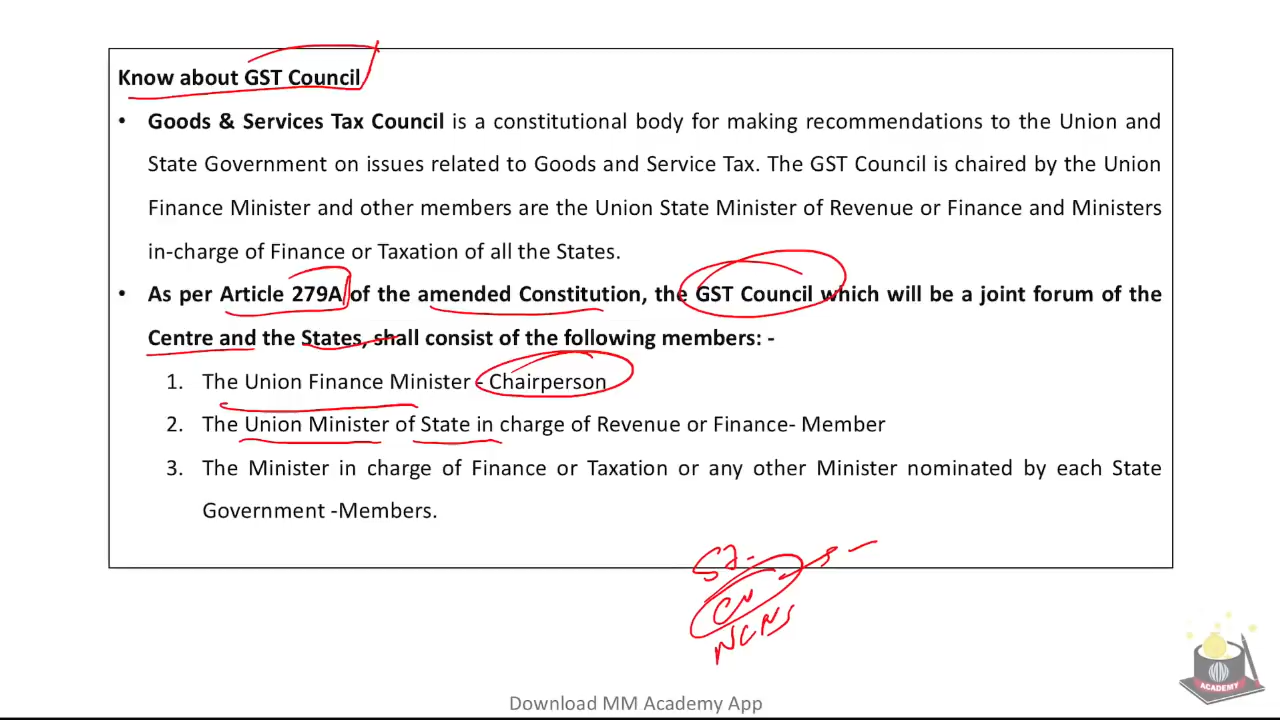 Know about GST Council
• Goods & Services Tax Council is a constitutional body for making recommendations to the Union and
State Government on issues related to Goods and Service Tax. The GST Council is chaired by the Union
Finance Minister and other members are the Union State Minister of Revenue or Finance and Ministers
in-charge of Finance or Taxation of all the States.
• As per Article 279A of the amended Constitution, the GST Council which will be a joint forum of the
Centre and the States, shall consist of the following members: -
1. The Union Finance Minister - Chairperson
2. The Union Minister of State in charge of Revenue or Finance- Member
3. The Minister in charge of Finance or Taxation or any other Minister nominated by each State
Government -Members.
ACADEMY
Download MM Academy App